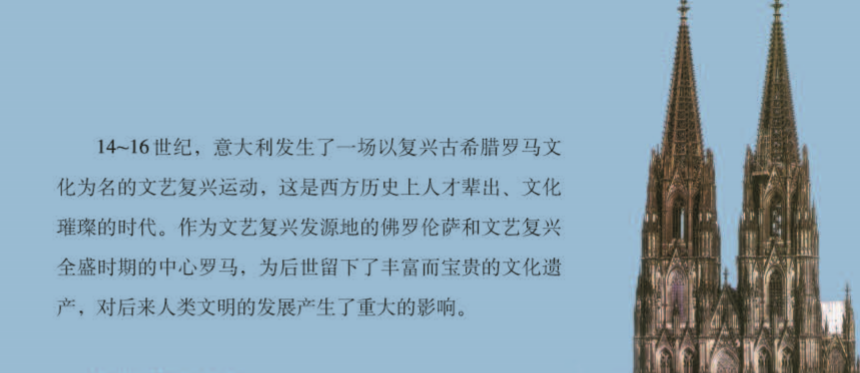 14~16世纪，意大利发生了一场以复兴古希腊罗马文
化为名的文艺复兴运动，这是西方历史上人才辈出、文化
璀璨的时代。作为文艺复兴发源地的佛罗伦萨和文艺复兴
全盛时期的中心罗马，为后世留下了丰富而宝贵的文化遗
产，对后来人类文明的发展产生了重大的影响。